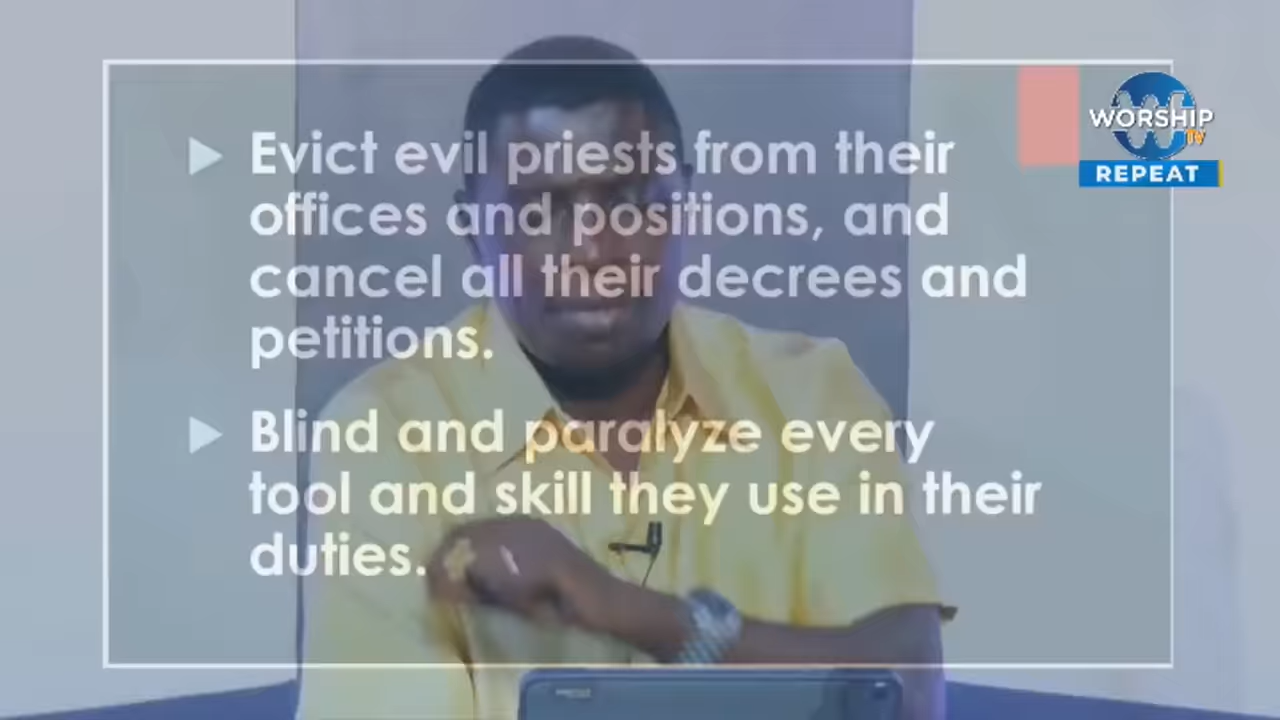 Evict evil priests from their
offices and positions, and
cancel all their decrees and
petitions.
Blind and paralyze every
tool and skill they use in their
duties.
WORSHIP
TV
REPEAT